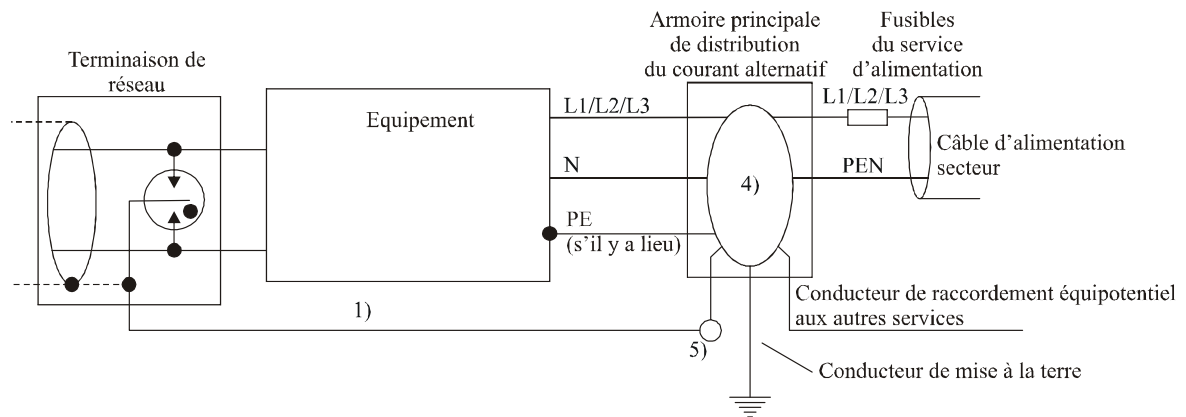 Terminaison de
réseau
Equipement
Armoire principale
de distribution
du courant alternatif
Fusibles
du service
d'alimentation
L1/L2/L3
L1/L2/L3
Câble d'alimentation
secteur
N
4)
PEN
PE
(s'il y a lieu)
1)
5)
Conducteur de raccordement équipotentiel
aux autres services
Conducteur de mise à la terre